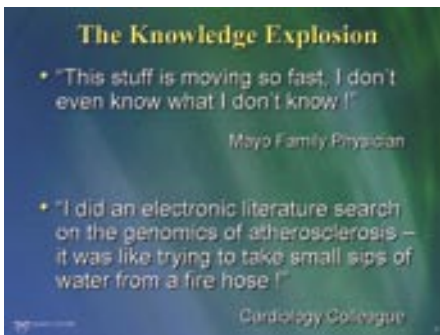 The Knowledge Explosion
• "This stuff is moving so fast, I don't
even know what I don't know !"
Mayo Family Physician
• "I did an electronic literature search
on the genomics of atherosclerosis –
it was like trying to take small sips of
water from a fire hose !"
Cardiology Colleague